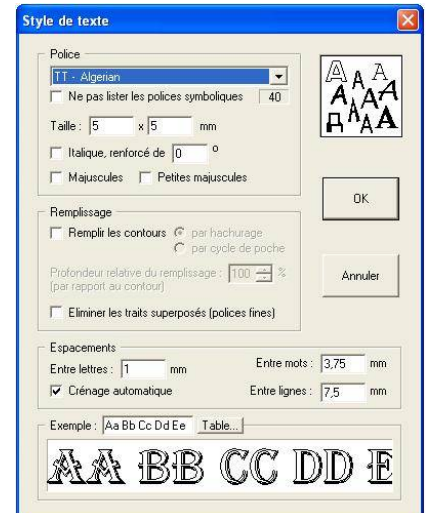 Style de texte
Police
TT - Algerian
Ne pas lister les polices symboliques 40
Taille : 5 x 5 mm
Italique, renforcé de 0 °
Majuscules Petites majuscules
Remplissage
Remplir les contours par hachurage
par cycle de poche
Profondeur relative du remplissage : 100 %
(par rapport au contour)
Eliminer les traits superposés (polices fines)
Espacements
Entre lettres : 1 mm Entre mots : 3,75 mm
Crénage automatique Entre lignes : 7,5 mm
Exemple : Aa Bb Cc Dd Ee Table...
AA BB CC DD E
A A A
A A A A
A A A
OK
Annuler